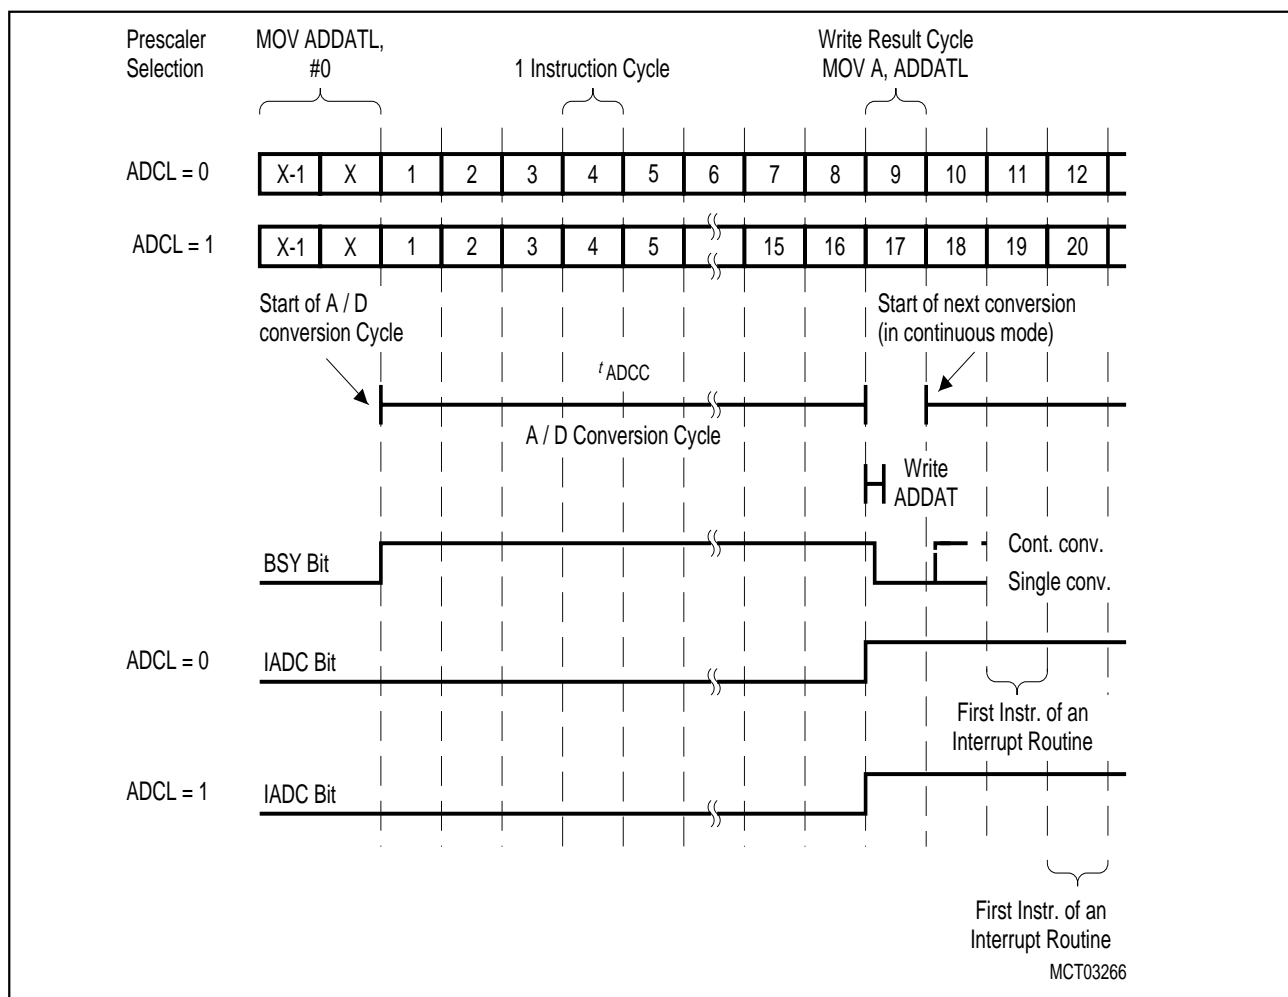 Prescaler
Selection
MOV ADDATL,
#0
1 Instruction Cycle
Write Result Cycle
MOV A, ADDATL
ADCL = 0
X-1 X 1 2 3 4 5 6 7 8 9 10 11 12
ADCL = 1
X-1 X 1 2 3 4 5 15 16 17 18 19 20
Start of A / D
conversion Cycle
Start of next conversion
(in continuous mode)
t ADCC
A / D Conversion Cycle
Write
ADDAT
BSY Bit
Cont. conv.
Single conv.
ADCL = 0
IADC Bit
First Instr. of an
Interrupt Routine
ADCL = 1
IADC Bit
First Instr. of an
Interrupt Routine
MCT03266